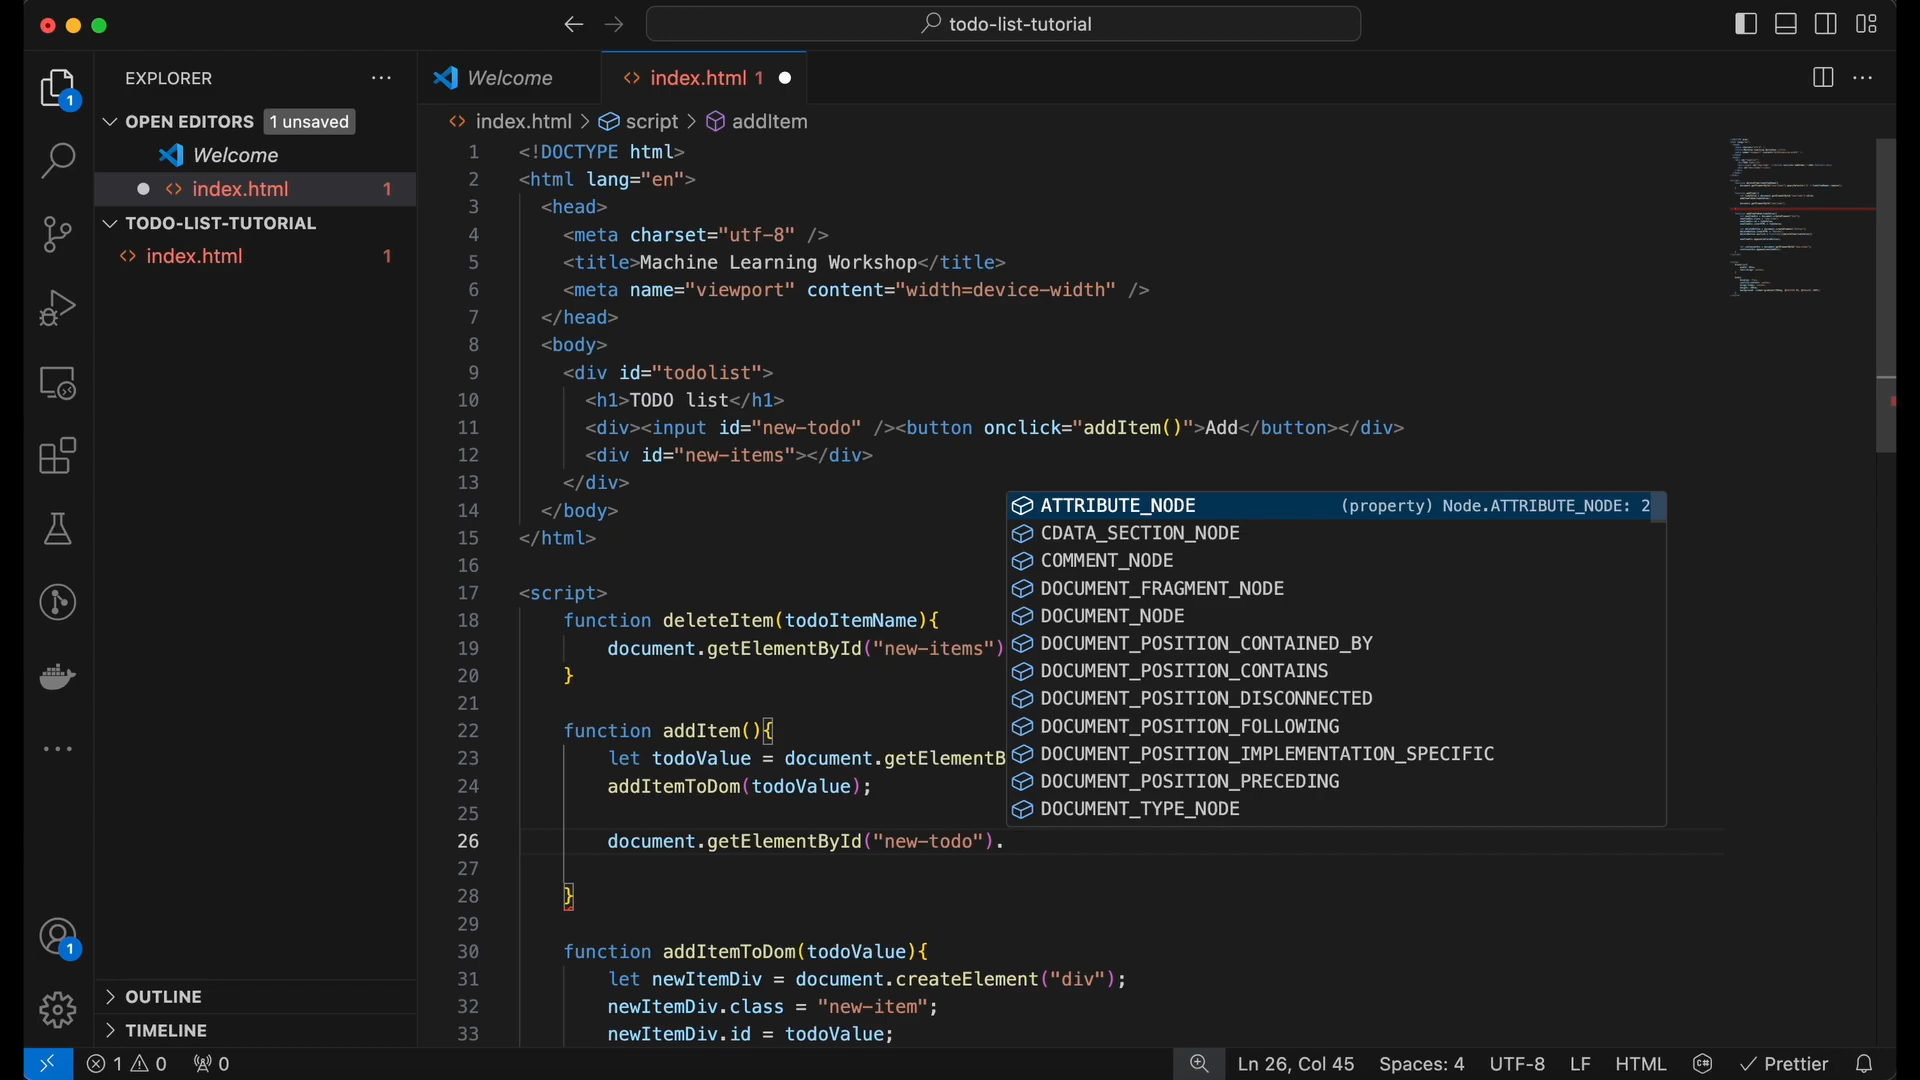 todo-list-tutorial
EXPLORER
Welcome
index.html 1
OPEN EDITORS 1 unsaved
index.html > script > addItem
Welcome
index.html 1
TODO-LIST-TUTORIAL
index.html 1
1 <!DOCTYPE html>
2 <html lang="en">
3 <head>
4 <meta charset="utf-8" />
5 <title>Machine Learning Workshop</title>
6 <meta name="viewport" content="width=device-width" />
7 </head>
8 <body>
9 <div id="todolist">
10 <h1>TODO list</h1>
11 <div><input id="new-todo" /><button onclick="addItem()">Add</button></div>
12 <div id="new-items"></div>
13 </div>
14 </body>
15 </html>
16
17 <script>
18 function deleteItem(todoItemName){
19 document.getElementById("new-items")
20 }
21
22 function addItem(){
23 let todoValue = document.getElementB
24 addItemToDom(todoValue);
25
26 document.getElementById("new-todo").
27
28 }
29
30 function addItemToDom(todoValue){
31 let newItemDiv = document.createElement("div");
32 newItemDiv.class = "new-item";
33 newItemDiv.id = todoValue;
ATTRIBUTE_NODE (property) Node.ATTRIBUTE_NODE: 2
CDATA_SECTION_NODE
COMMENT_NODE
DOCUMENT_FRAGMENT_NODE
DOCUMENT_NODE
DOCUMENT_POSITION_CONTAINED_BY
DOCUMENT_POSITION_CONTAINS
DOCUMENT_POSITION_DISCONNECTED
DOCUMENT_POSITION_FOLLOWING
DOCUMENT_POSITION_IMPLEMENTATION_SPECIFIC
DOCUMENT_POSITION_PRECEDING
DOCUMENT_TYPE_NODE
1
1
OUTLINE
TIMELINE
1 0 0
Ln 26, Col 45 Spaces: 4 UTF-8 LF HTML Prettier